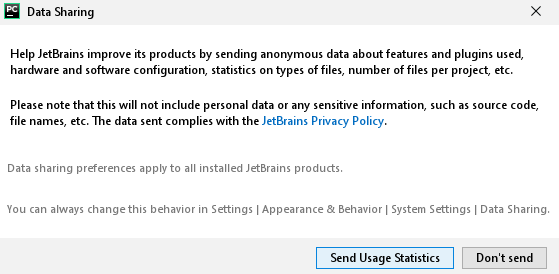 PC Data Sharing
Help JetBrains improve its products by sending anonymous data about features and plugins used,
hardware and software configuration, statistics on types of files, number of files per project, etc.
Please note that this will not include personal data or any sensitive information, such as source code,
file names, etc. The data sent complies with the JetBrains Privacy Policy.
Data sharing preferences apply to all installed JetBrains products.
You can always change this behavior in Settings | Appearance & Behavior | System Settings | Data Sharing.
Send Usage Statistics Don't send